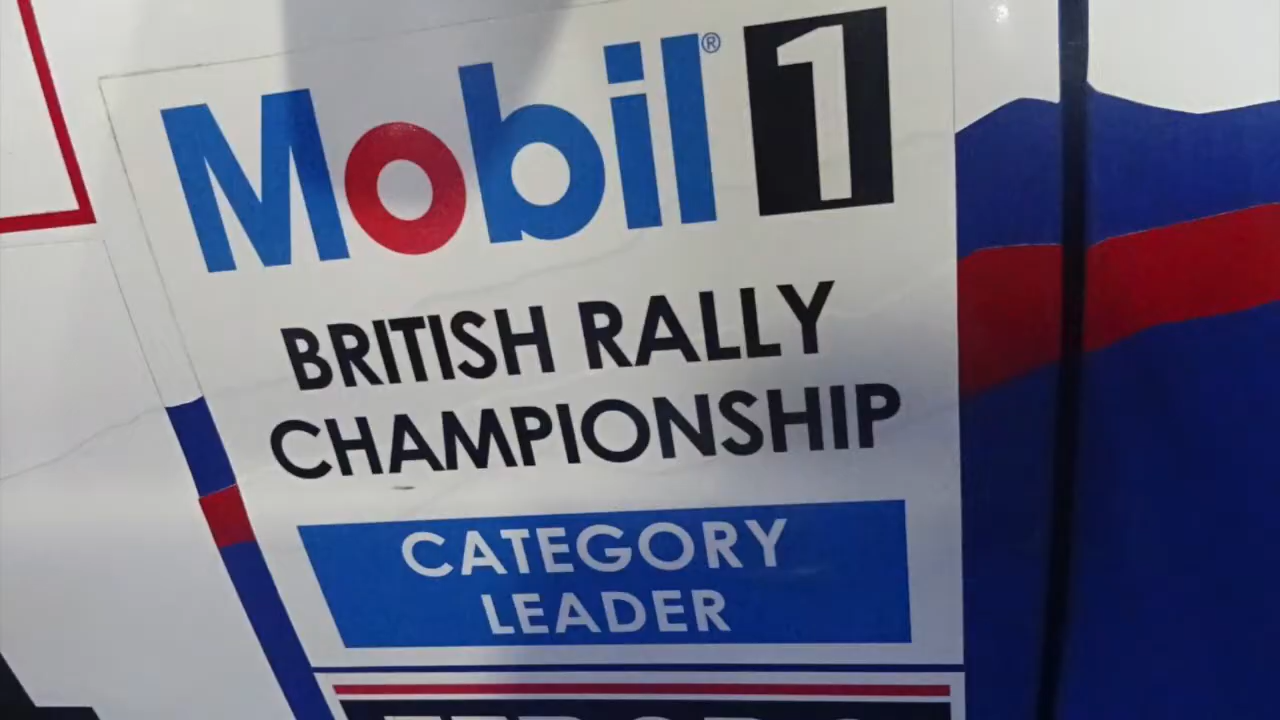 Mobil® 1
BRITISH RALLY
CHAMPIONSHIP
CATEGORY
LEADER